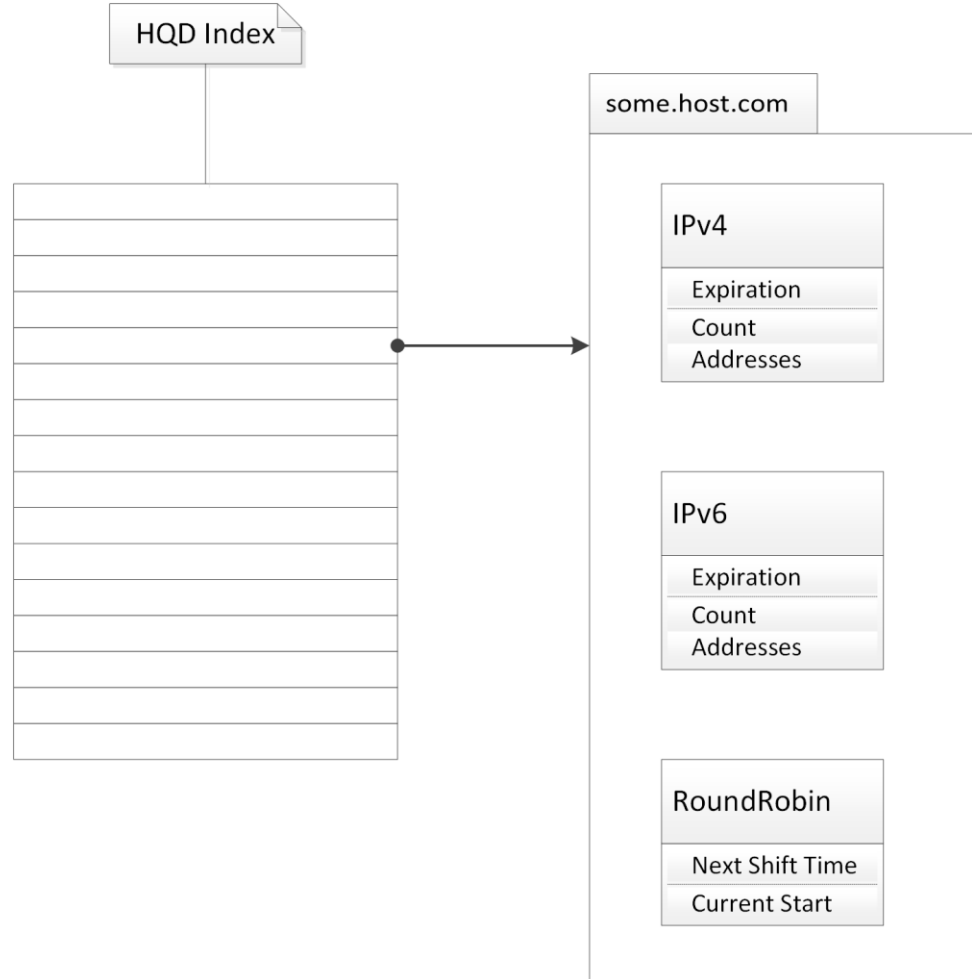 HQD Index
some.host.com
IPv4
Expiration
Count
Addresses
IPv6
Expiration
Count
Addresses
RoundRobin
Next Shift Time
Current Start